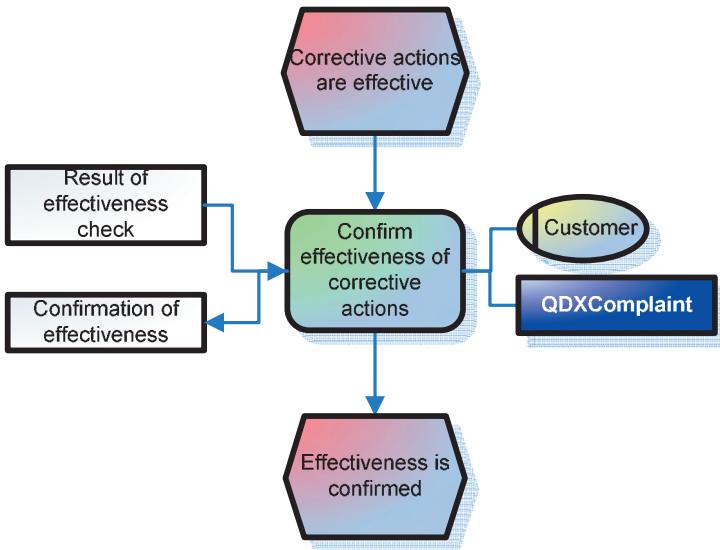 Corrective actions
are effective
Result of
effectiveness
check
Confirm
effectiveness of
corrective
actions
Customer
Confirmation of
effectiveness
QDXComplaint
Effectiveness is
confirmed